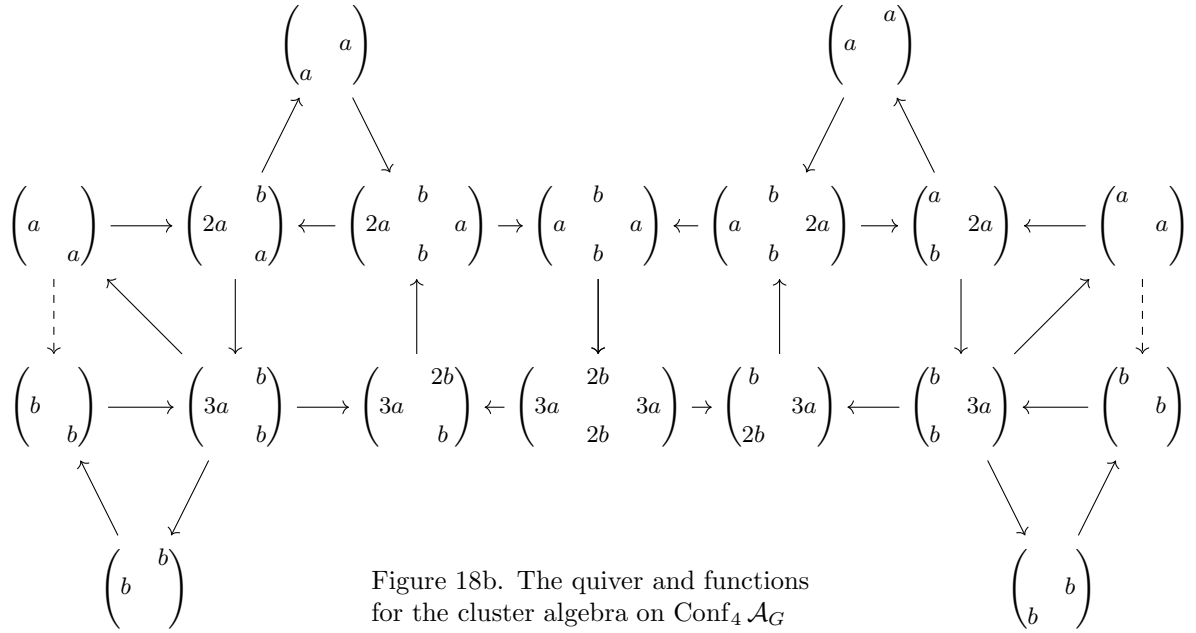 a
a
a
a
b
b
b
b
a
2a
2a
a
a
a
a
2a
2a
a
a
a
b
b
b
b
b
2b
2b
b
b
b
b
3a
3a
3a
3a
3a
3a
b
b
b
b
2b
2b
b
b
b
b
b
b
Figure 18b. The quiver and functions
for the cluster algebra on Conf₄ 𝒜_G